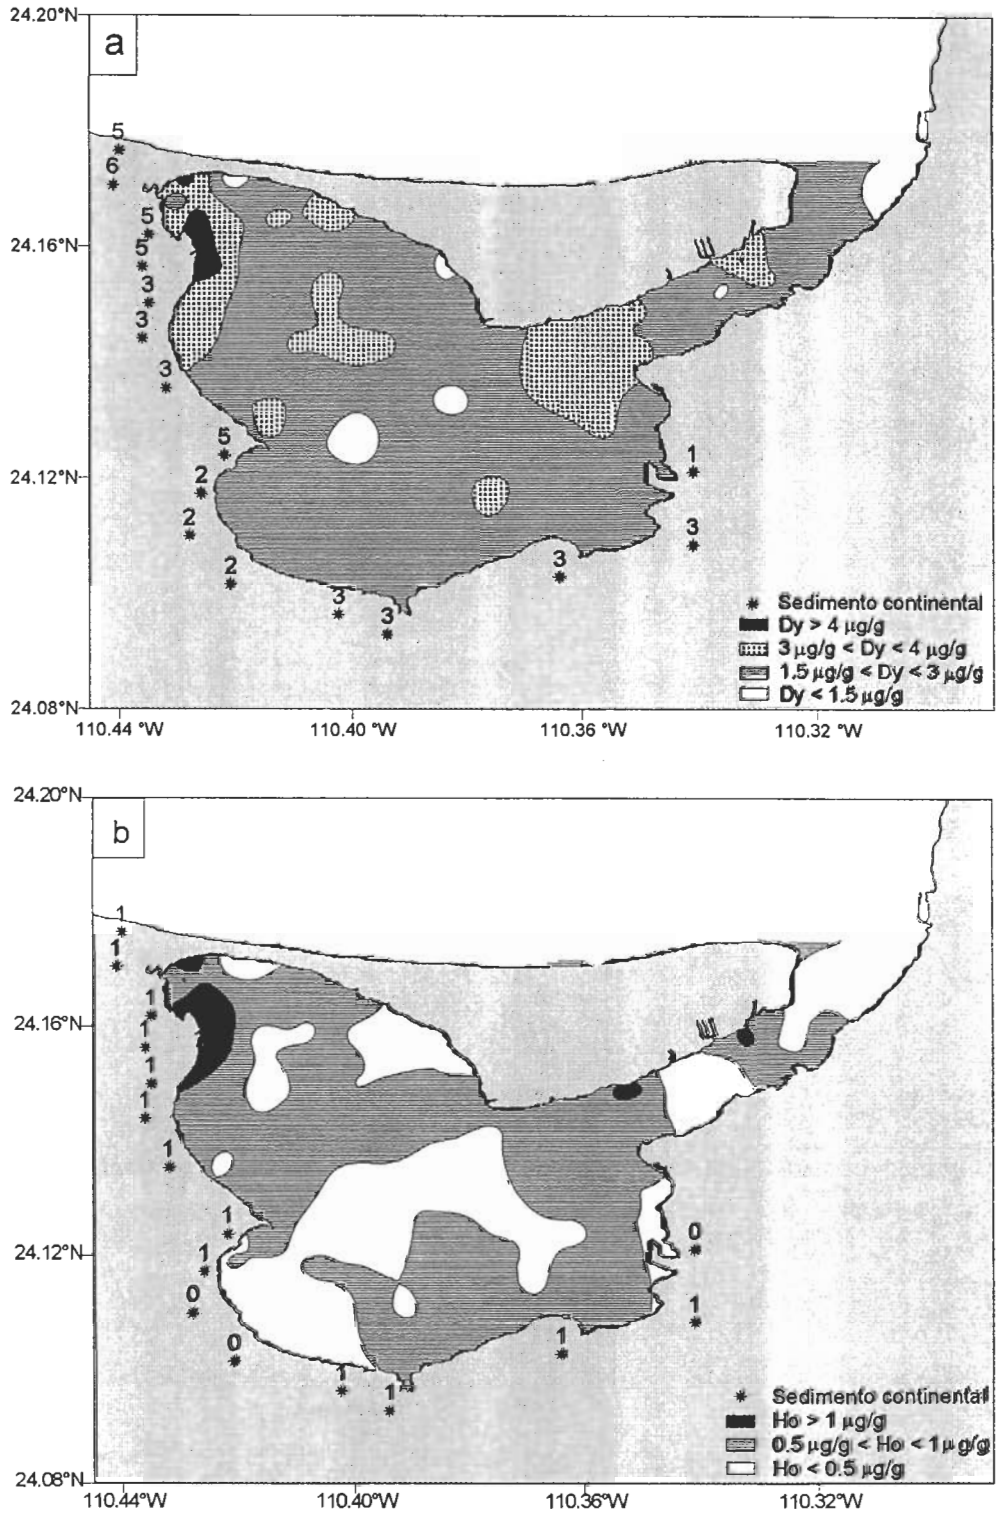 24.20°N
a
5
6
5
24.16°N
5
3
3
3
5
1
24.12°N
2
2
3
3
2
3
3
✷ Sedimento continental
Dy > 4 µg/g
3 µg/g < Dy < 4 µg/g
1.5 µg/g < Dy < 3 µg/g
Dy < 1.5 µg/g
24.08°N
110.44 °W
110.40 °W
110.36 °W
110.32 °W
24.20°N
b
1
1
1
24.16°N
1
1
1
1
1
0
24.12°N
1
0
1
0
1
1
1
✷ Sedimento continental
Ho > 1 µg/g
0.5 µg/g < Ho < 1 µg/g
Ho < 0.5 µg/g
24.08°N
110.44°W
110.40°W
110.36°W
110.32°W